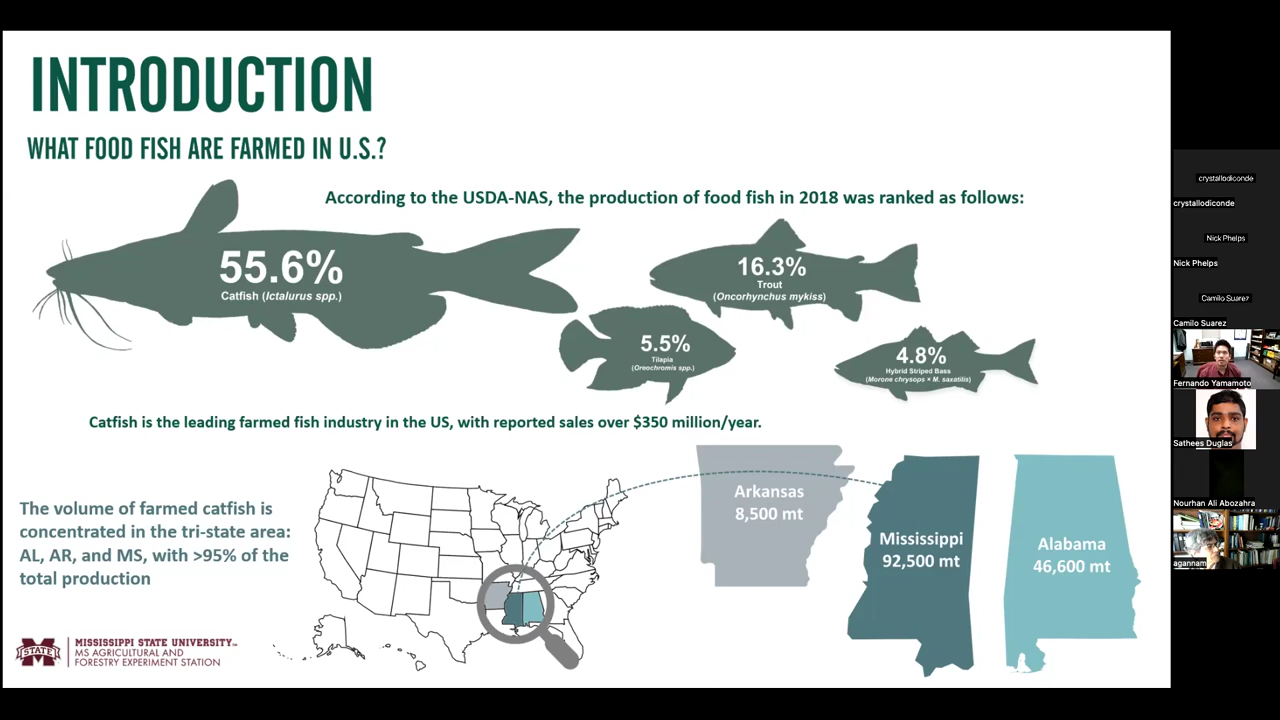 INTRODUCTION
WHAT FOOD FISH ARE FARMED IN U.S.?
According to the USDA-NAS, the production of food fish in 2018 was ranked as follows:
55.6%
Catfish (Ictalurus spp.)
16.3%
Trout
(Oncorhynchus mykiss)
5.5%
Tilapia
(Oreochromis spp.)
4.8%
Hybrid Striped Bass
(Morone chrysops × M. saxatilis)
Catfish is the leading farmed fish industry in the US, with reported sales over $350 million/year.
The volume of farmed catfish is
concentrated in the tri-state area:
AL, AR, and MS, with >95% of the
total production
Arkansas
8,500 mt
Mississippi
92,500 mt
Alabama
46,600 mt
STATE
MISSISSIPPI STATE UNIVERSITY™
MS AGRICULTURAL AND
FORESTRY EXPERIMENT STATION
crystallodiconde
crystallodiconde
Nick Phelps
Nick Phelps
Camilo Suarez
Camilo Suarez
Fernando Yamamoto
Sathees Duglas
Nourhan Ali Abozahra
agannam